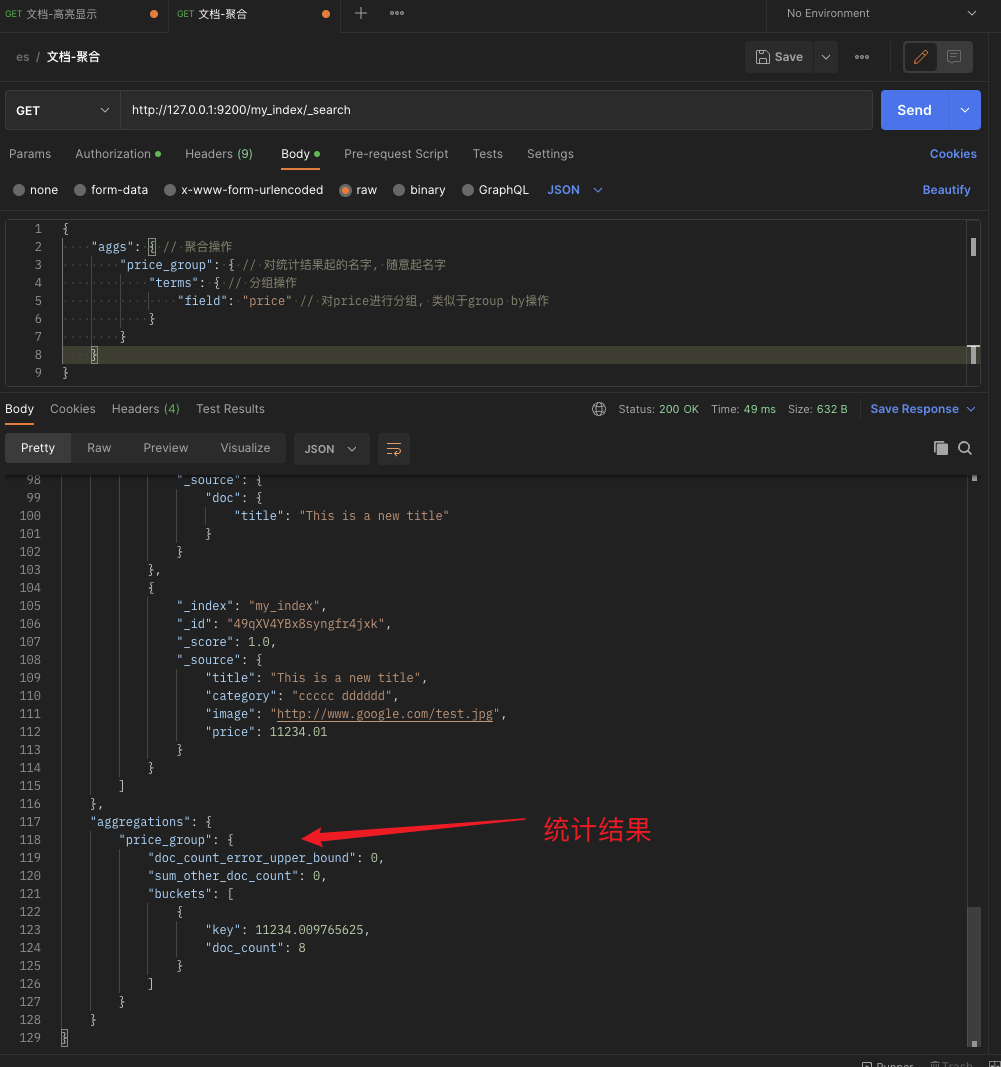 GET 文档-高亮显示
GET 文档-聚合
No Environment
es / 文档-聚合
Save
GET
http://127.0.0.1:9200/my_index/_search
Send
Params Authorization Headers (9) Body Pre-request Script Tests Settings Cookies
none form-data x-www-form-urlencoded raw binary GraphQL JSON Beautify
1 {
2 "aggs": { // 聚合操作
3 "price_group": { // 对统计结果起的名字, 随意起名字
4 "terms": { // 分组操作
5 "field": "price" // 对price进行分组, 类似于group by操作
6 }
7 }
8 }
9 }
Body Cookies Headers (4) Test Results Status: 200 OK Time: 49 ms Size: 632 B Save Response
Pretty Raw Preview Visualize JSON
98 "_source": {
99 "doc": {
100 "title": "This is a new title"
101 }
102 }
103 },
104 {
105 "_index": "my_index",
106 "_id": "49qXV4YBx8syngfr4jxk",
107 "_score": 1.0,
108 "_source": {
109 "title": "This is a new title",
110 "category": "ccccc dddddd",
111 "image": "http://www.google.com/test.jpg",
112 "price": 11234.01
113 }
114 }
115 ]
116 },
117 "aggregations": {
118 "price_group": {
统计结果
119 "doc_count_error_upper_bound": 0,
120 "sum_other_doc_count": 0,
121 "buckets": [
122 {
123 "key": 11234.009765625,
124 "doc_count": 8
125 }
126 ]
127 }
128 }
129 }
Runner Trash